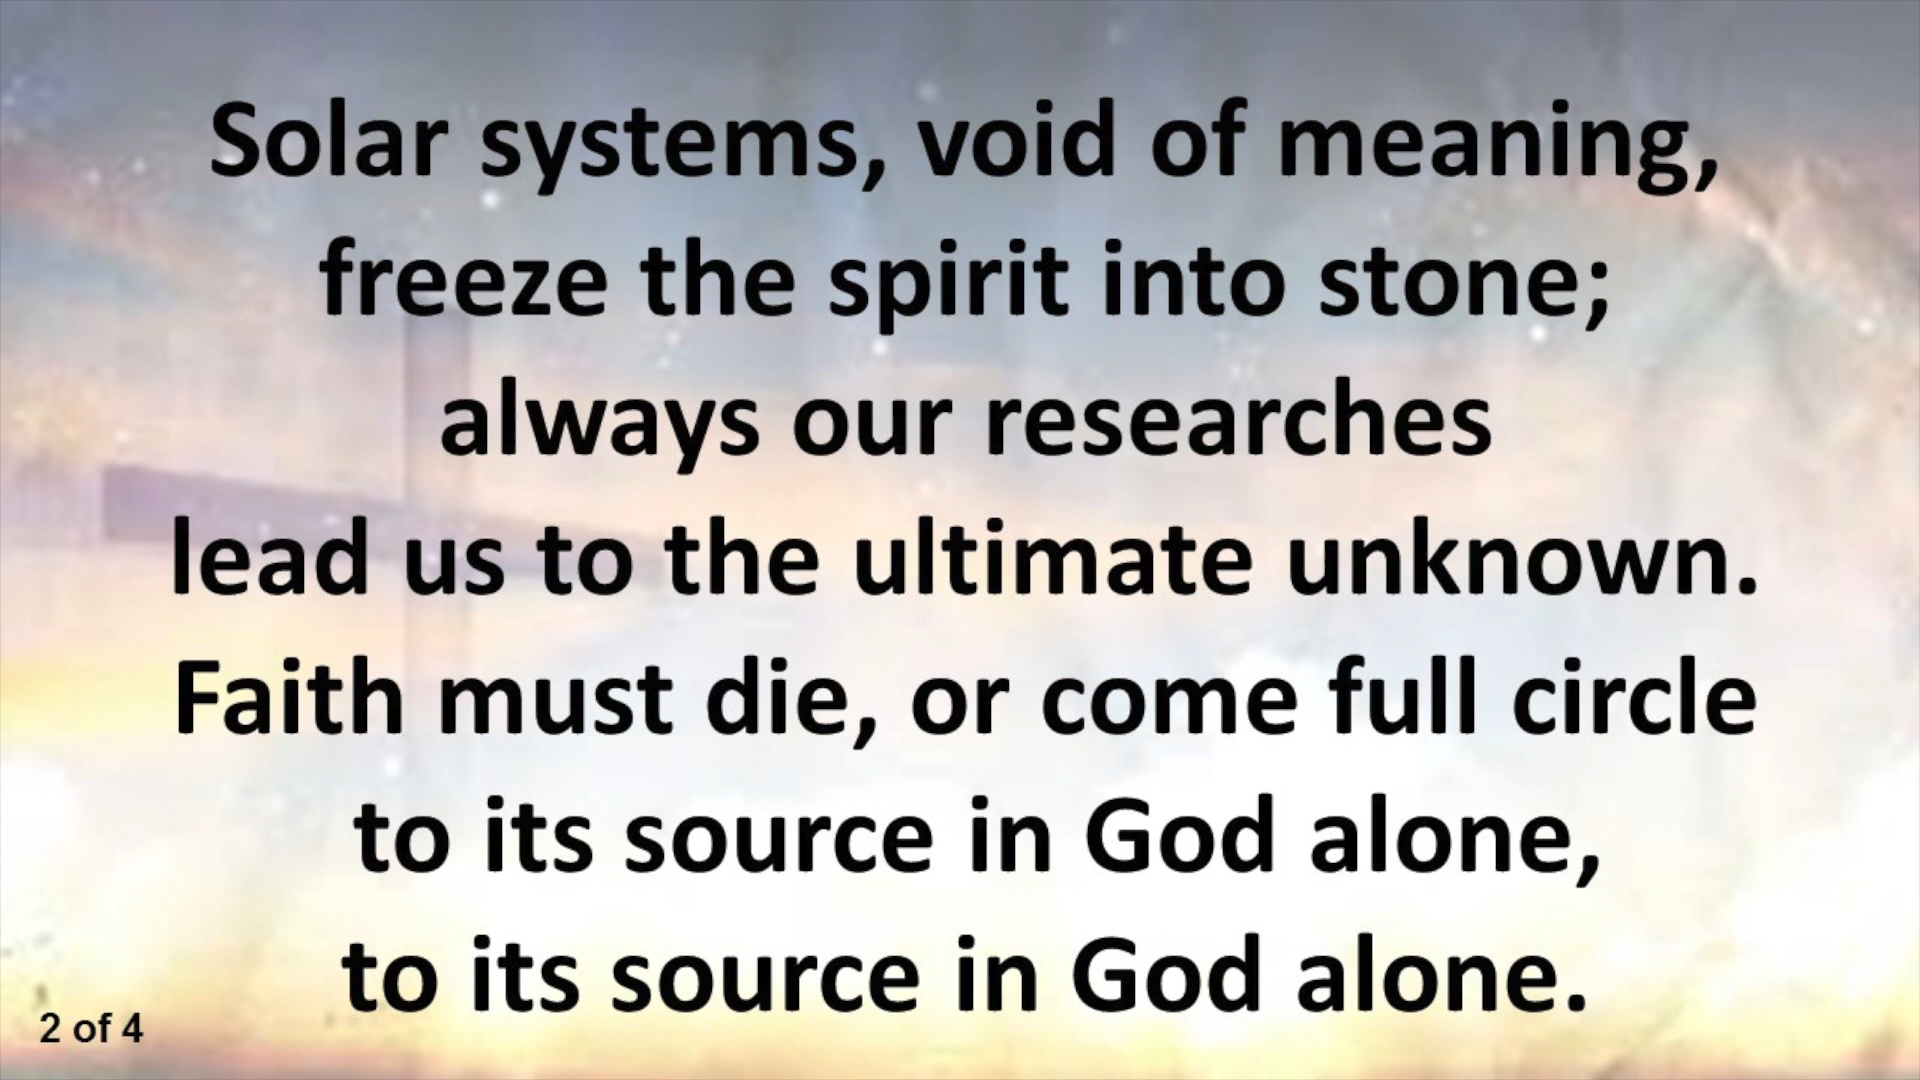 Solar systems, void of meaning,
freeze the spirit into stone;
always our researches
lead us to the ultimate unknown.
Faith must die, or come full circle
to its source in God alone,
to its source in God alone.
2 of 4